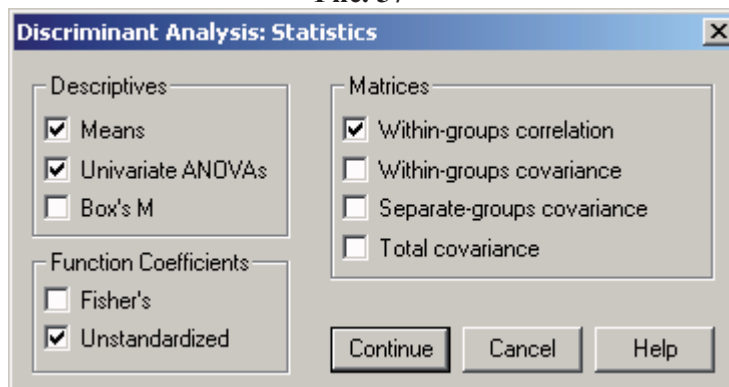 Discriminant Analysis: Statistics
Descriptives
Means
Univariate ANOVAs
Box's M
Function Coefficients
Fisher's
Unstandardized
Matrices
Within-groups correlation
Within-groups covariance
Separate-groups covariance
Total covariance
Continue
Cancel
Help